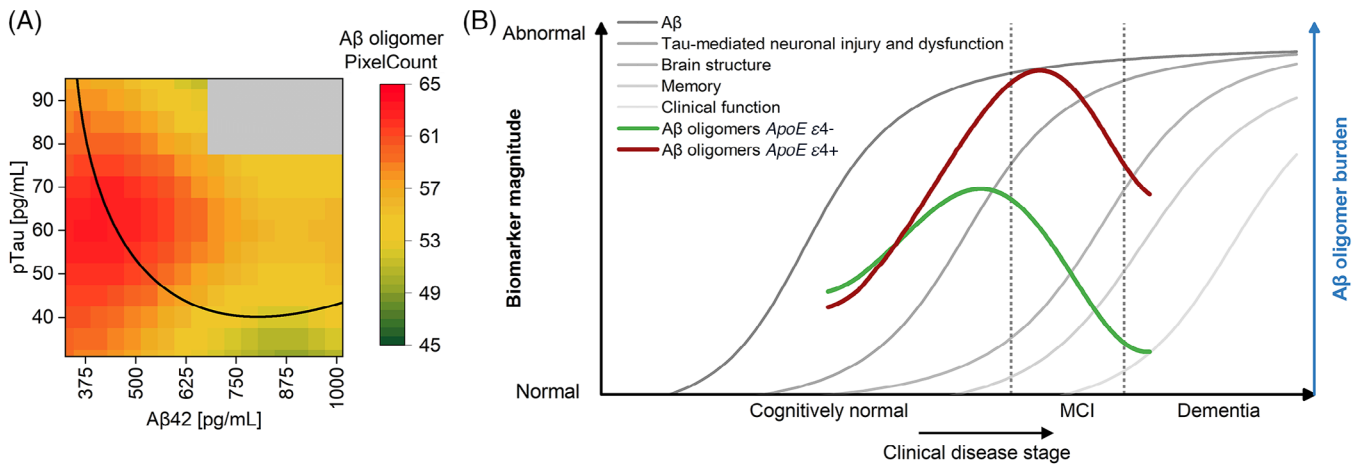 (A)
Aβ oligomer
PixelCount
pTau [pg/mL]
90
80
70
60
50
40
375
500
625
750
875
1000
Aβ42 [pg/mL]
65
61
57
53
49
45
(B)
Abnormal
Biomarker magnitude
Normal
Aβ
Tau-mediated neuronal injury and dysfunction
Brain structure
Memory
Clinical function
Aβ oligomers ApoE ε4-
Aβ oligomers ApoE ε4+
Aβ oligomer burden
Cognitively normal
MCI
Dementia
Clinical disease stage